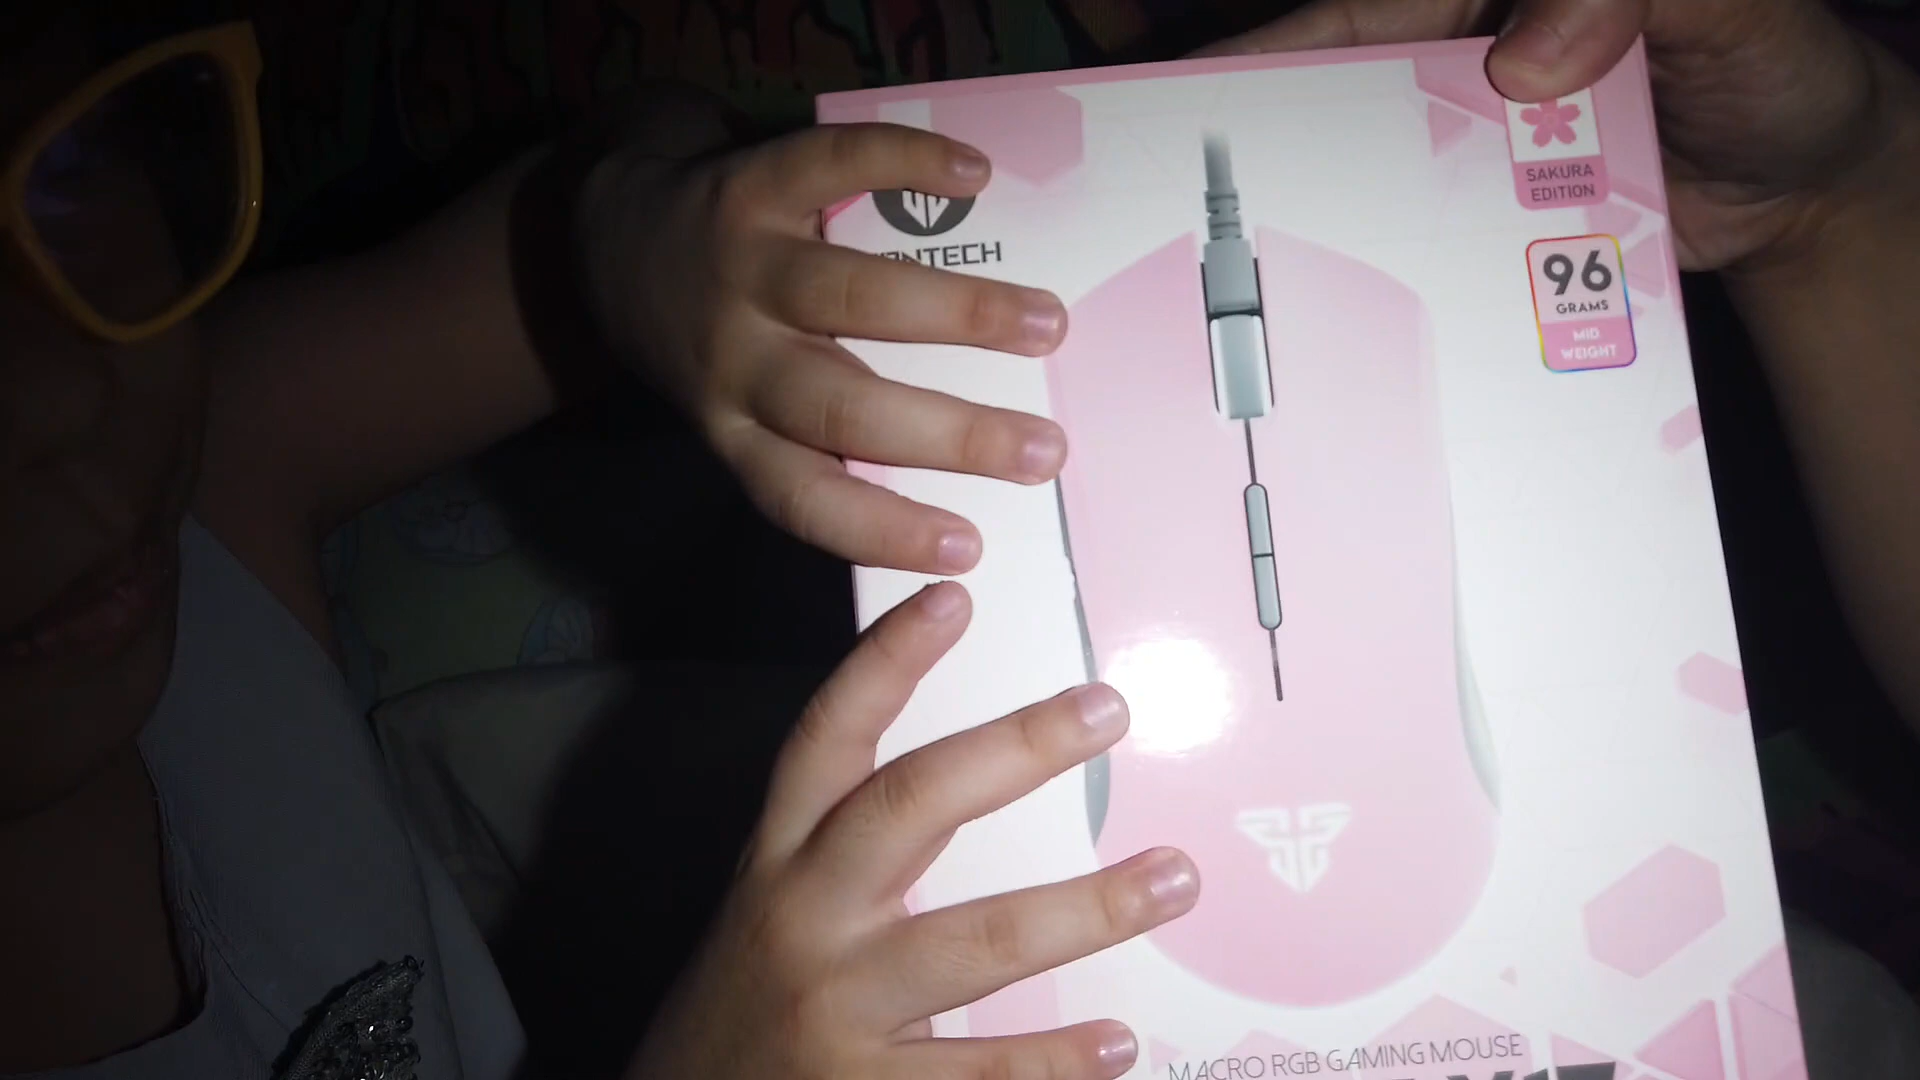 SAKURA
EDITION
96
GRAMS
MID
WEIGHT
MACRO RGB GAMING MOUSE